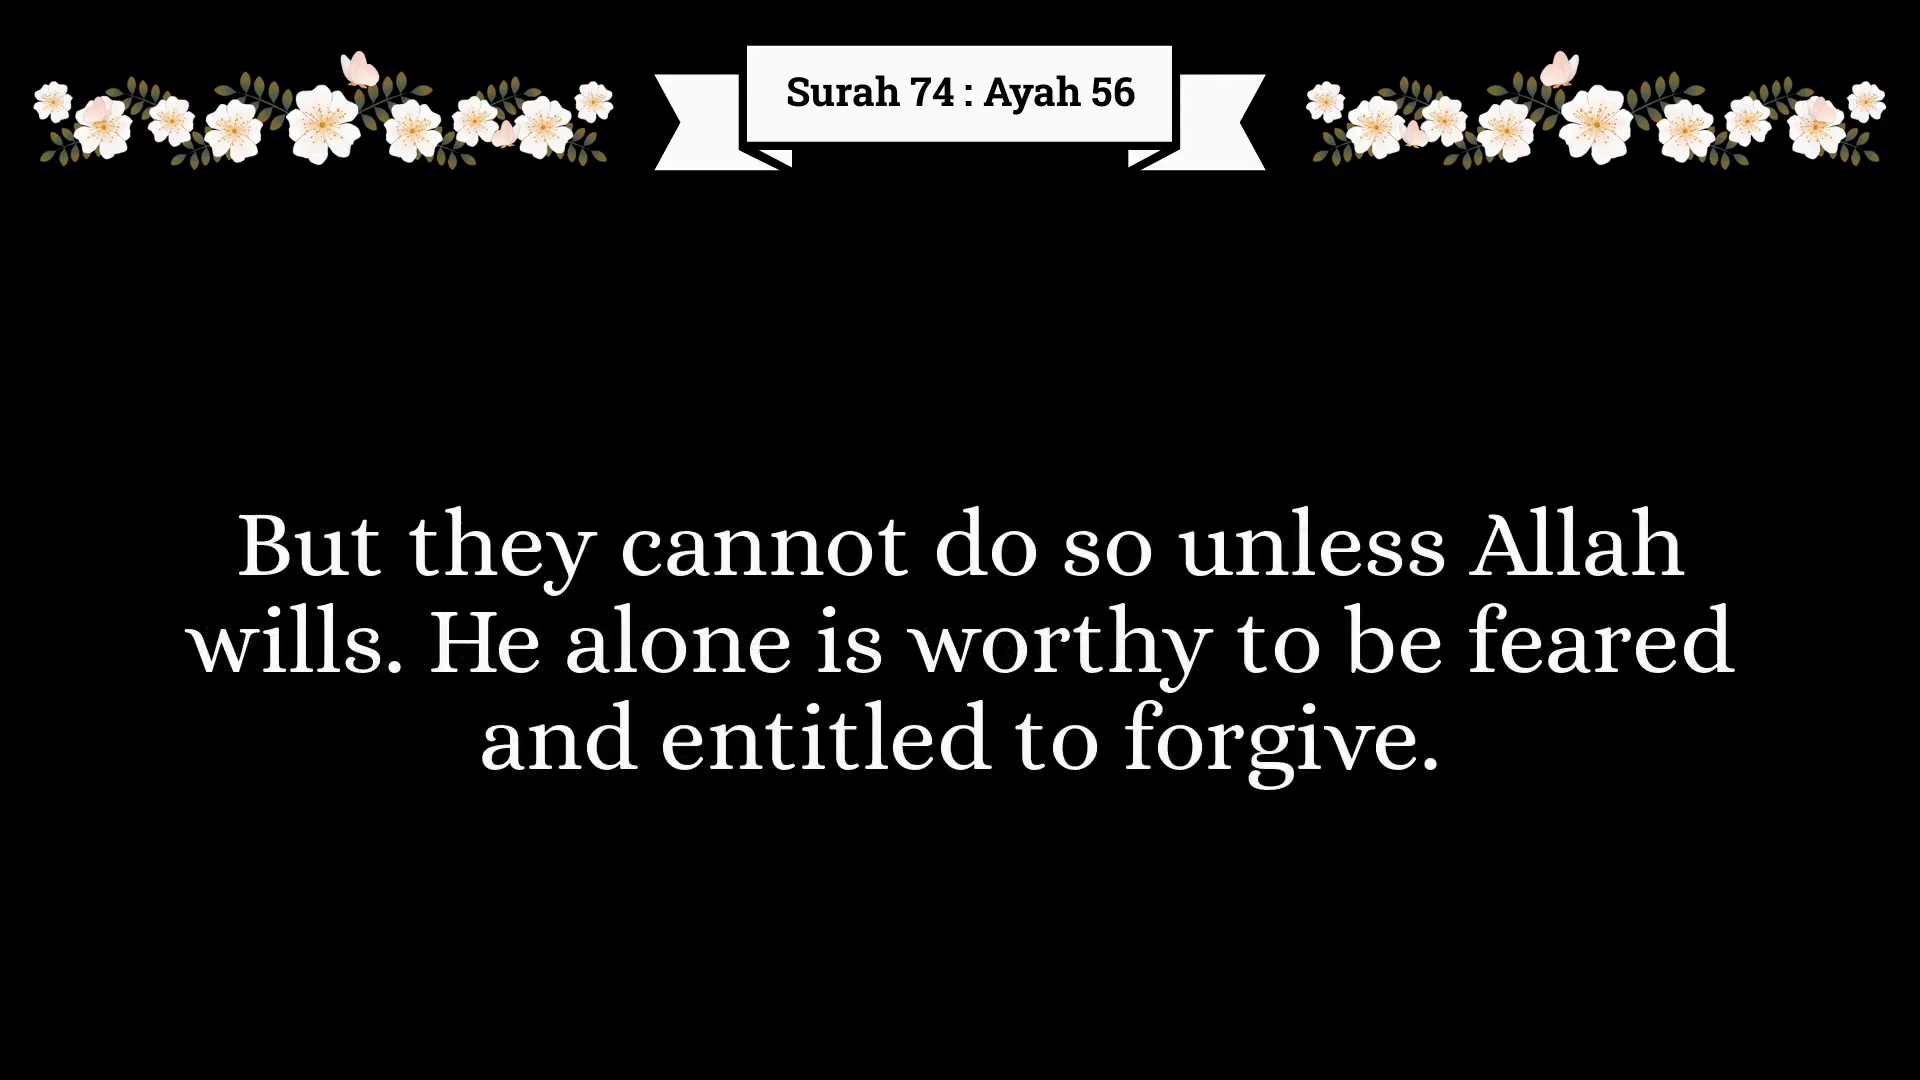 Surah 74 : Ayah 56
But they cannot do so unless Allah
wills. He alone is worthy to be feared
and entitled to forgive.